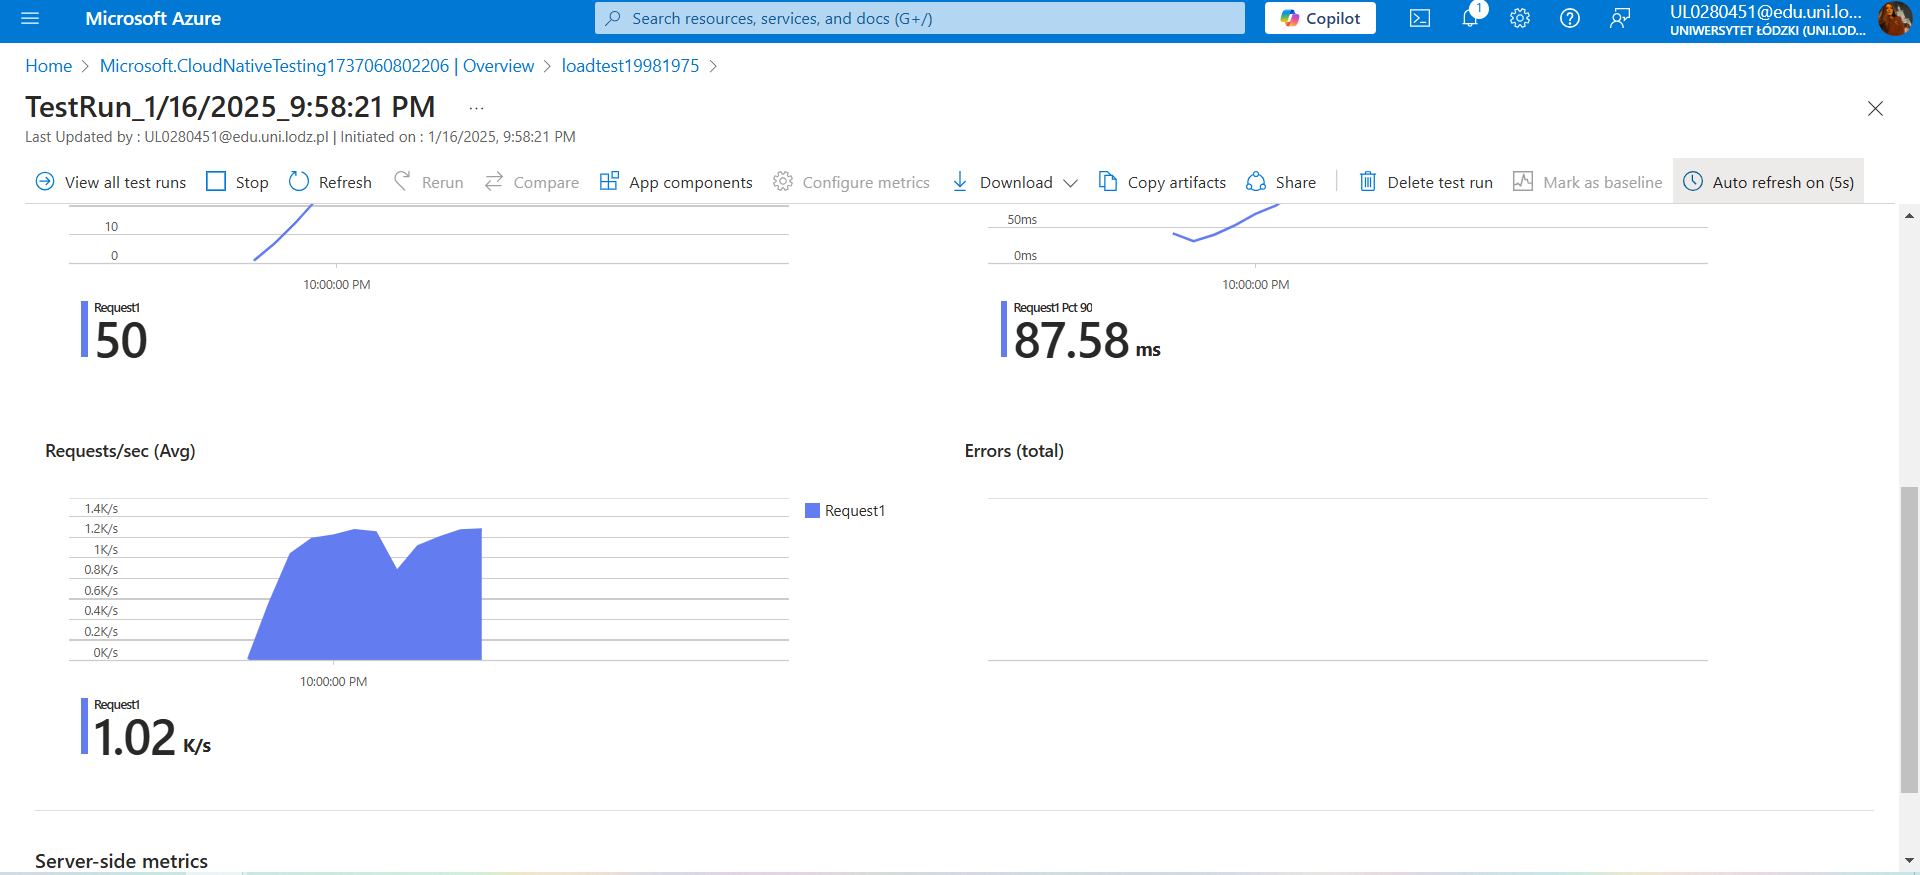 Microsoft Azure
Search resources, services, and docs (G+/)
Copilot
1
UL0280451@edu.uni.lo...
UNIWERSYTET ŁÓDZKI (UNI.LOD...
Home > Microsoft.CloudNativeTesting1737060802206 | Overview > loadtest19981975 >
TestRun_1/16/2025_9:58:21 PM ...
Last Updated by : UL0280451@edu.uni.lodz.pl | Initiated on : 1/16/2025, 9:58:21 PM
View all test runs Stop Refresh Rerun Compare App components Configure metrics Download Copy artifacts Share Delete test run Mark as baseline Auto refresh on (5s)
10
0
10:00:00 PM
Request1
50
50ms
0ms
10:00:00 PM
Request1 Pct 90
87.58 ms
Requests/sec (Avg)
1.4K/s
1.2K/s
1K/s
0.8K/s
0.6K/s
0.4K/s
0.2K/s
0K/s
10:00:00 PM
Request1
Request1
1.02 K/s
Errors (total)
Server-side metrics